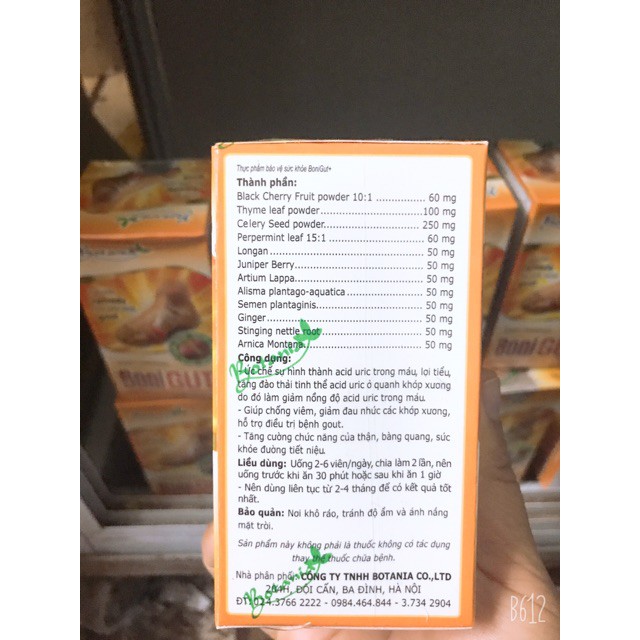 Thực phẩm bảo vệ sức khỏe BoniGut+
Thành phần:
Black Cherry Fruit powder 10:1 .............. 60 mg
Thyme leaf powder...........................100 mg
Celery Seed powder........................... 250 mg
Perpermint leaf 15:1 ........................... 60 mg
Longan............................................ 50 mg
Juniper Berry.................................... 50 mg
Artium Lappa.................................... 50 mg
Alisma plantago-aquatica .................... 50 mg
Semen plantaginis.............................. 50 mg
Ginger............................................. 50 mg
Stinging nettle root............................. 50 mg
Arnica Montana................................. 50 mg
Công dụng:
- Ức chế sự hình thành acid uric trong máu, lợi tiểu,
tăng đào thải tinh thể acid uric ở quanh khớp xương
do đó làm giảm nồng độ acid uric trong máu.
- Giúp chống viêm, giảm đau nhức các khớp xương,
hỗ trợ điều trị bệnh gout.
- Tăng cường chức năng của thận, bàng quang, sức
khỏe đường tiết niệu.
Liều dùng: Uống 2-6 viên/ngày, chia làm 2 lần, nên
uống trước khi ăn 30 phút hoặc sau khi ăn 1 giờ
- Nên dùng liên tục từ 2-4 tháng để có kết quả tốt
nhất.
Bảo quản: Nơi khô ráo, tránh độ ẩm và ánh nắng
mặt trời.
Sản phẩm này không phải là thuốc không có tác dụng
thay thế thuốc chữa bệnh.
Nhà phân phối: CÔNG TY TNHH BOTANIA CO.,LTD
204H, ĐỘI CẤN, BA ĐÌNH, HÀ NỘI
ĐT: 024.3766 2222 - 0984.464.844 - 3.734 2904
Botania
Botania
Boni GUT
GUT
B612